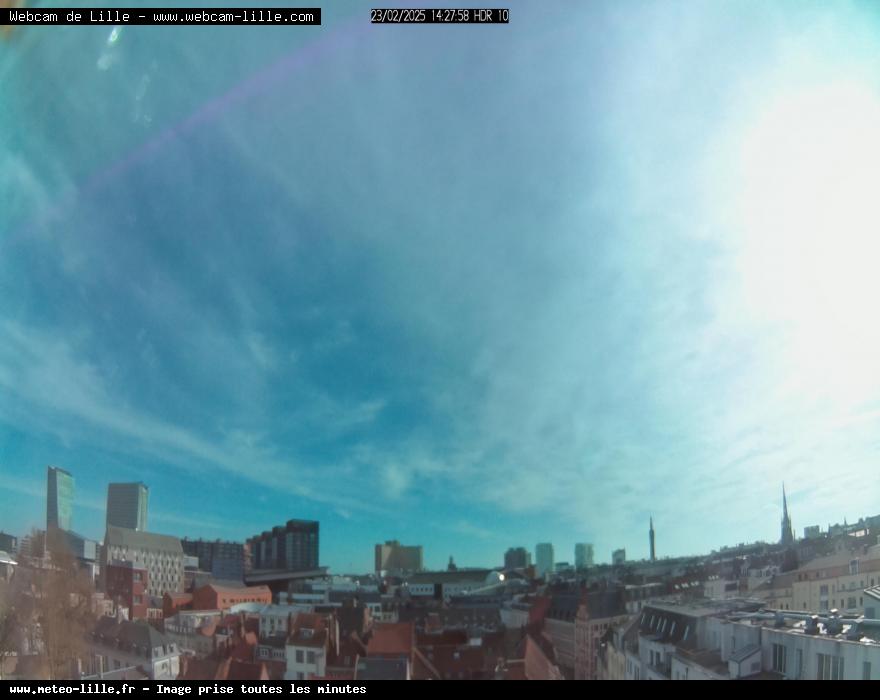 Webcam de Lille - www.webcam-lille.com
23/02/2025 14:27:58 HDR 10
www.meteo-lille.fr - Image prise toutes les minutes